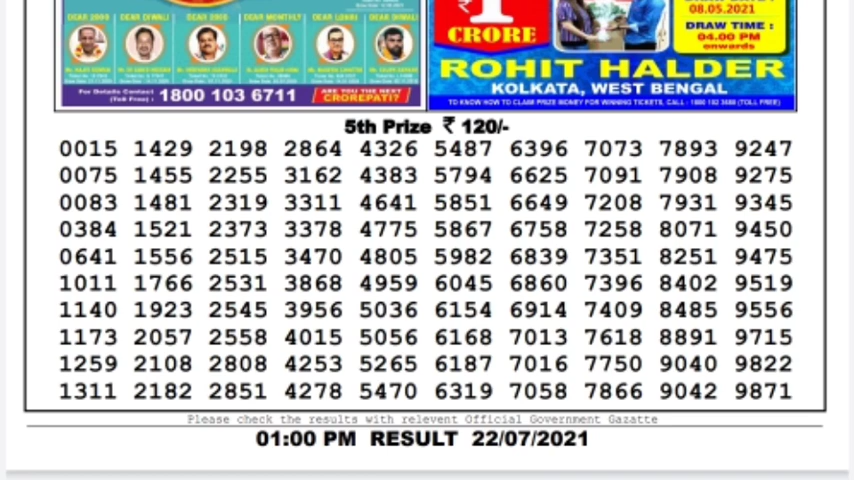 DEAR 2000 DEAR DIWALI DEAR 2000 DEAR MONTHLY DEAR LOHRI DEAR DIWALI
For Details Contact
(Toll Free) : 1800 103 6711
ARE YOU THE NEXT
CROREPATI?
₹ 1
CRORE
08.05.2021
DRAW TIME :
04.00 PM
onwards
ROHIT HALDER
KOLKATA, WEST BENGAL
TO KNOW HOW TO CLAIM PRIZE MONEY FOR WINNING TICKETS, CALL :
5th Prize ₹ 120/-
0015 1429 2198 2864 4326 5487 6396 7073 7893 9247
0075 1455 2255 3162 4383 5794 6625 7091 7908 9275
0083 1481 2319 3311 4641 5851 6649 7208 7931 9345
0384 1521 2373 3378 4775 5867 6758 7258 8071 9450
0641 1556 2515 3470 4805 5982 6839 7351 8251 9475
1011 1766 2531 3868 4959 6045 6860 7396 8402 9519
1140 1923 2545 3956 5036 6154 6914 7409 8485 9556
1173 2057 2558 4015 5056 6168 7013 7618 8891 9715
1259 2108 2808 4253 5265 6187 7016 7750 9040 9822
1311 2182 2851 4278 5470 6319 7058 7866 9042 9871
Please check the results with relevent Official Government Gazatte
01:00 PM RESULT 22/07/2021